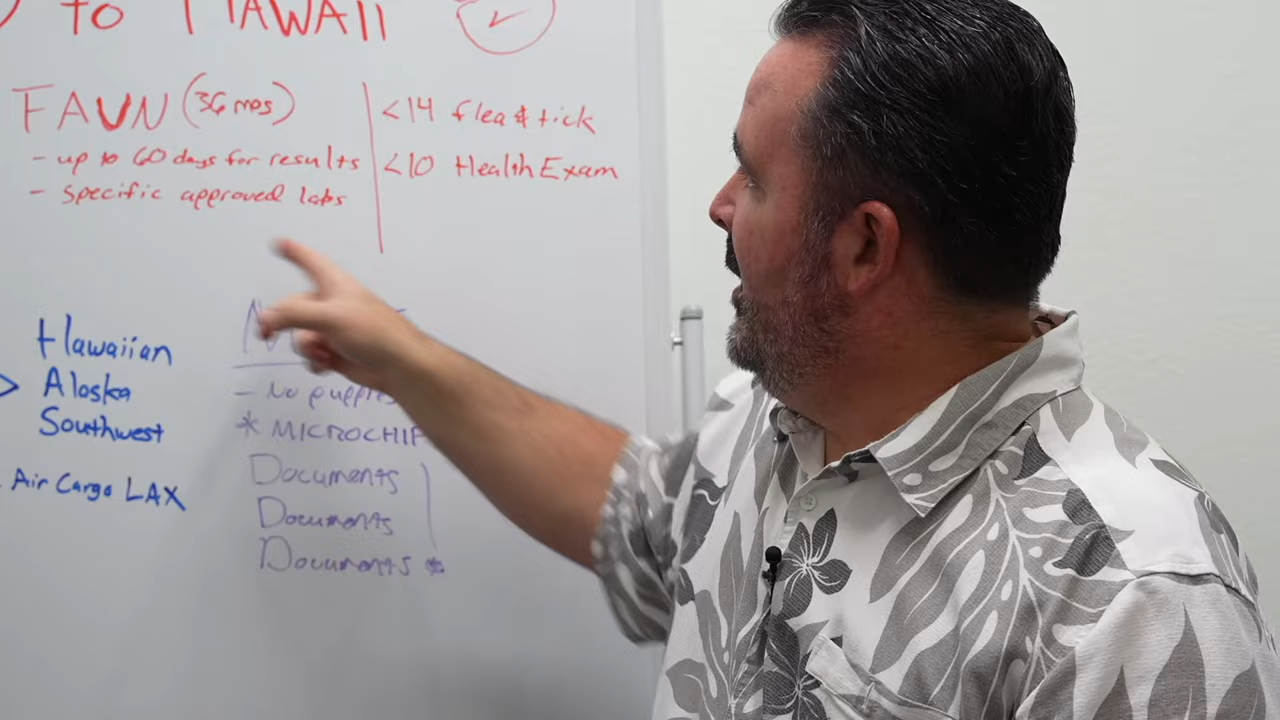 to HAWAII
FAVN (36 mos)
- up to 60 days for results
- specific approved labs
<14 flea & tick
<10 Health Exam
Hawaiian
> Alaska
Southwest
Air Cargo LAX
- No puppies
* MICROCHIP
Documents
Documents
Documents *